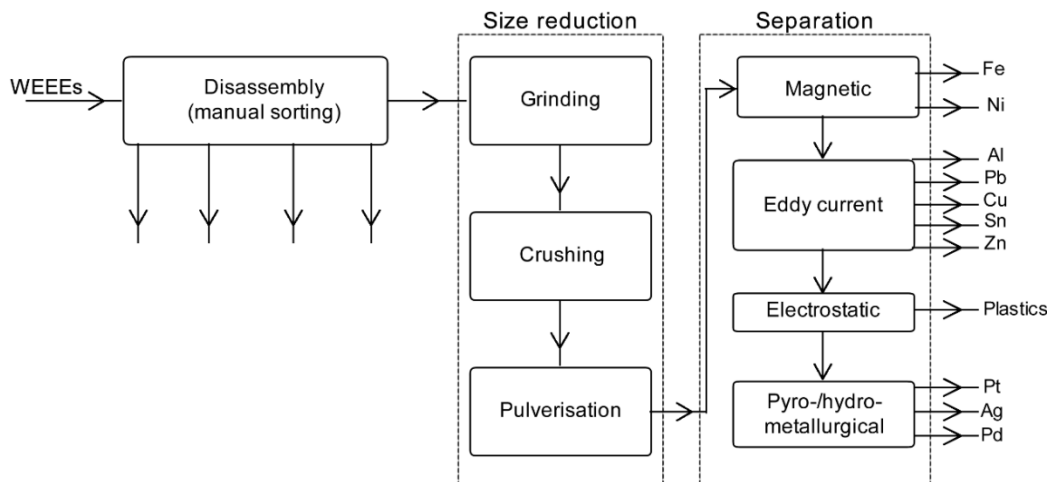 Size reduction
Separation
WEEEs
Disassembly
(manual sorting)
Grinding
Crushing
Pulverisation
Magnetic
Fe
Ni
Eddy current
Al
Pb
Cu
Sn
Zn
Electrostatic
Plastics
Pyro-/hydro-
metallurgical
Pt
Ag
Pd